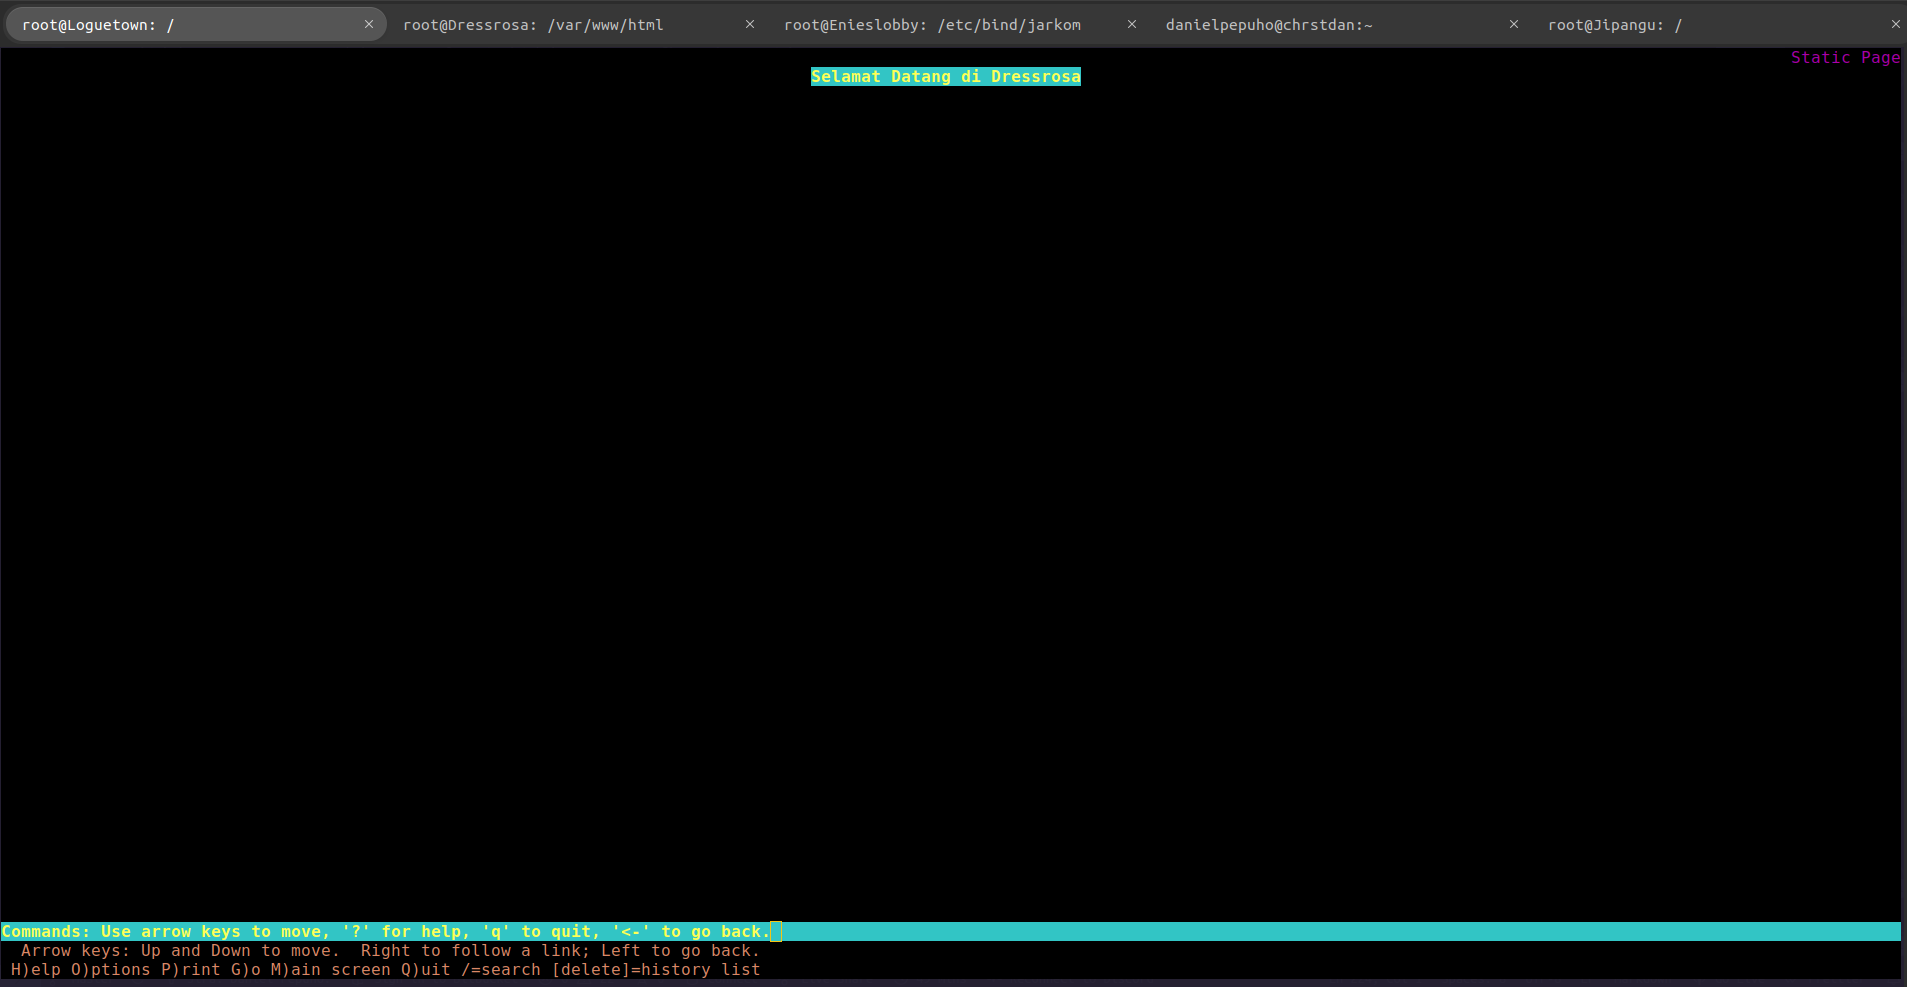 root@Loguetown: /
root@Dressrosa: /var/www/html
root@Enieslobby: /etc/bind/jarkom
danielpepuho@chrstdan:~
root@Jipangu: /
Static Page
Selamat Datang di Dressrosa
Commands: Use arrow keys to move, '?' for help, 'q' to quit, '<-' to go back.
Arrow keys: Up and Down to move.  Right to follow a link; Left to go back.
H)elp O)ptions P)rint G)o M)ain screen Q)uit /=search [delete]=history list